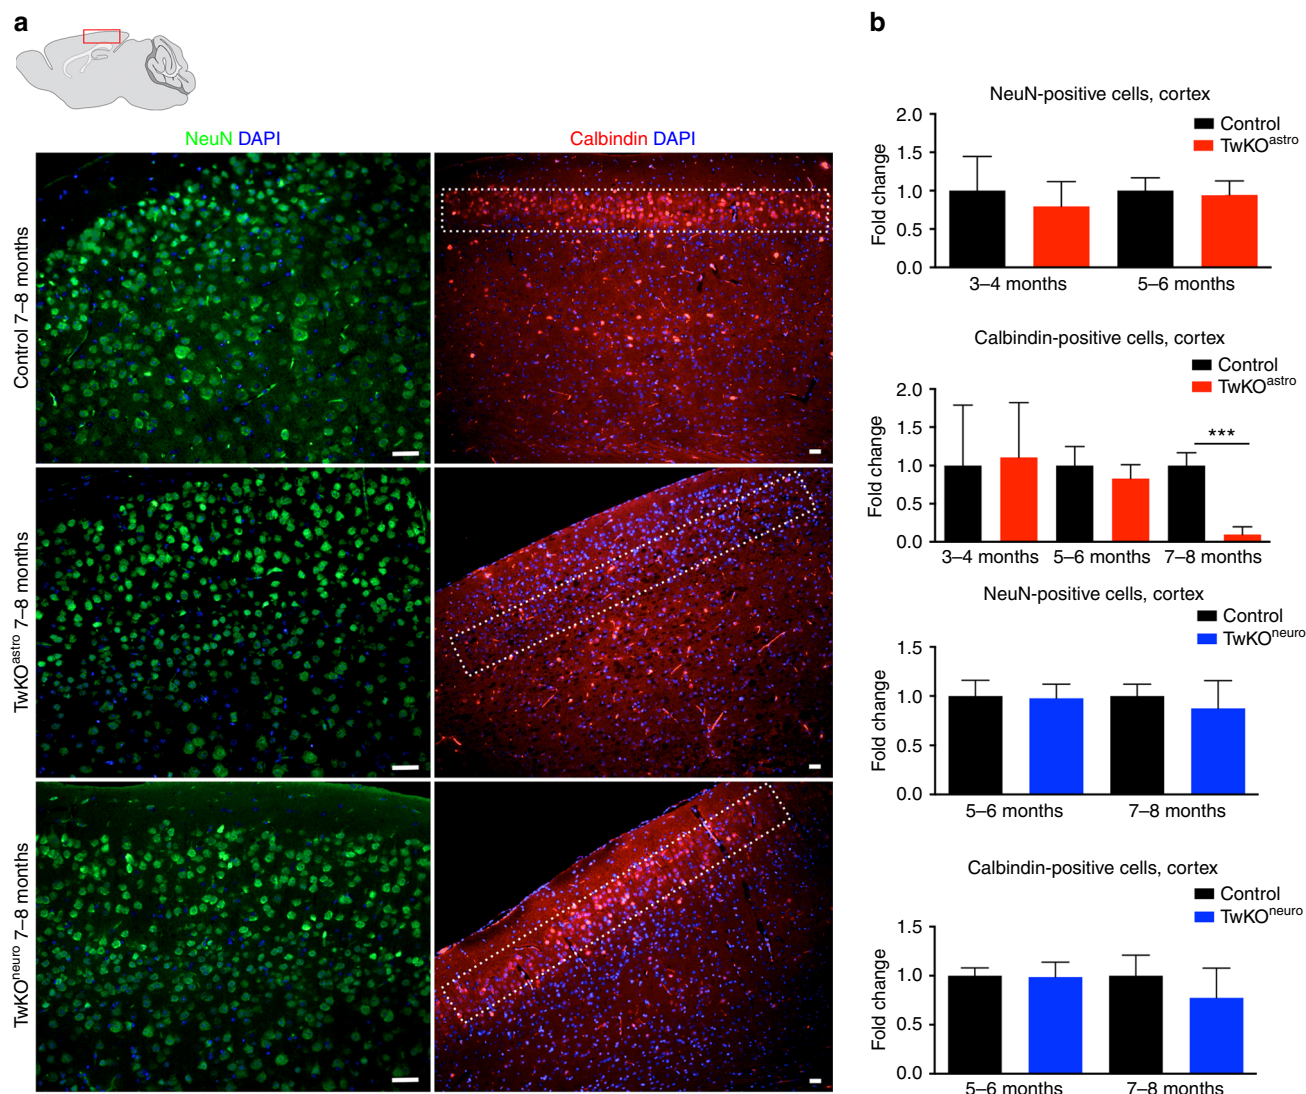 a
NeuN DAPI
Calbindin DAPI
Control 7–8 months
TwKOastro 7–8 months
TwKOneuro 7–8 months
b
NeuN-positive cells, cortex
Control
TwKOastro
Fold change
2.0
1.5
1.0
0.5
0.0
3–4 months
5–6 months
Calbindin-positive cells, cortex
Control
TwKOastro
Fold change
2.0
1.5
1.0
0.5
0.0
***
3–4 months
5–6 months
7–8 months
NeuN-positive cells, cortex
Control
TwKOneuro
Fold change
1.5
1.0
0.5
0.0
5–6 months
7–8 months
Calbindin-positive cells, cortex
Control
TwKOneuro
Fold change
1.5
1.0
0.5
0.0
5–6 months
7–8 months